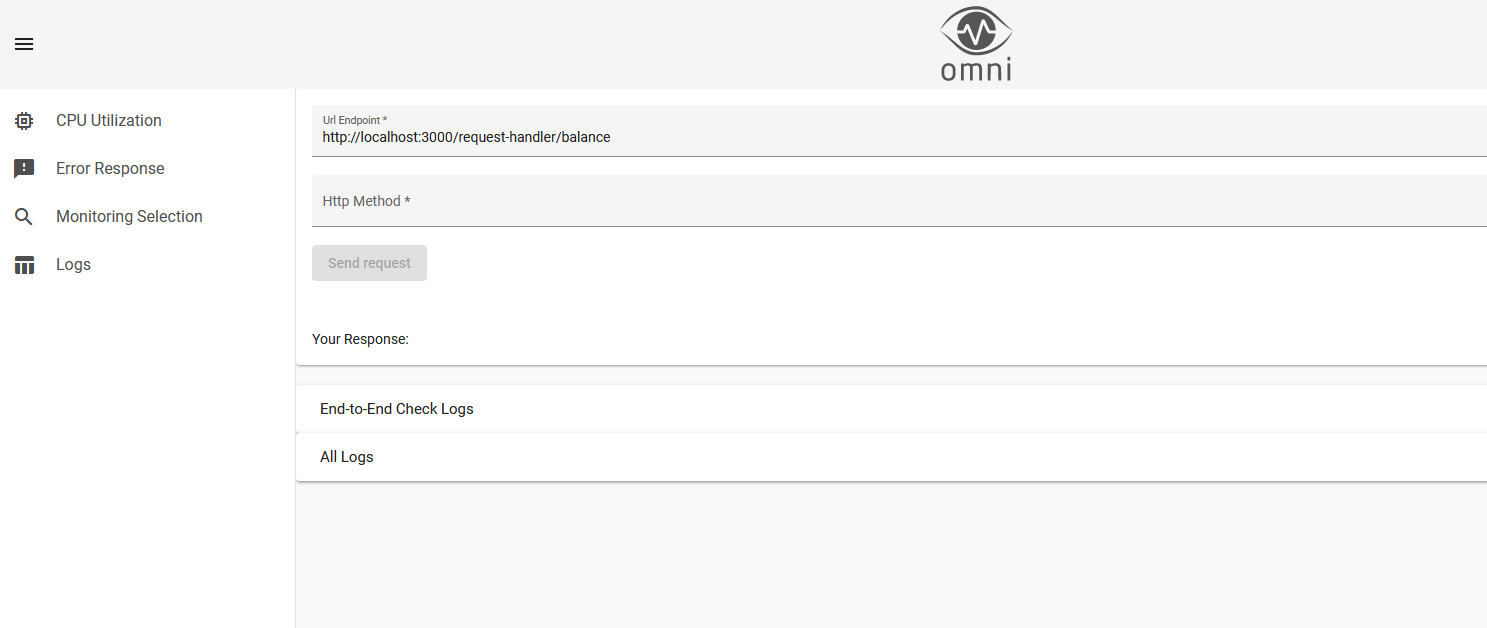 omni
CPU Utilization
Error Response
Monitoring Selection
Logs
Url Endpoint *
http://localhost:3000/request-handler/balance
Http Method *
Send request
Your Response:
End-to-End Check Logs
All Logs